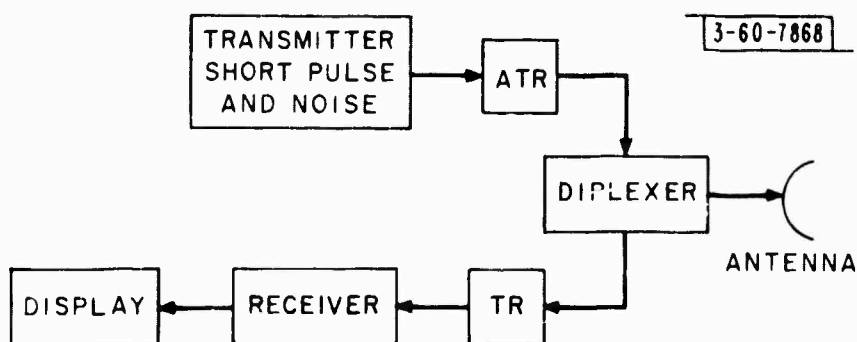 TRANSMITTER
SHORT PULSE
AND NOISE
ATR
3-60-7868
DIPLEXER
ANTENNA
DISPLAY
RECEIVER
TR